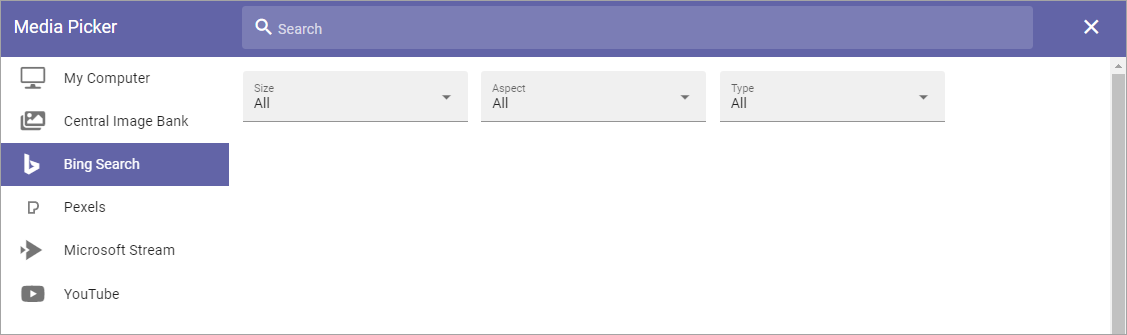 Media Picker
Search
My Computer
Central Image Bank
Bing Search
Pexels
Microsoft Stream
YouTube
Size
All
Aspect
All
Type
All